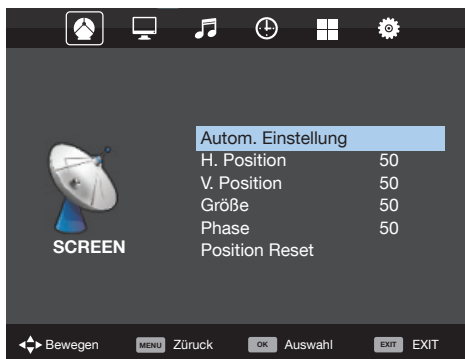 Autom. Einstellung
H. Position 50
V. Position 50
Größe 50
Phase 50
Position Reset
SCREEN
Bewegen MENU Züruck OK Auswahl EXIT EXIT